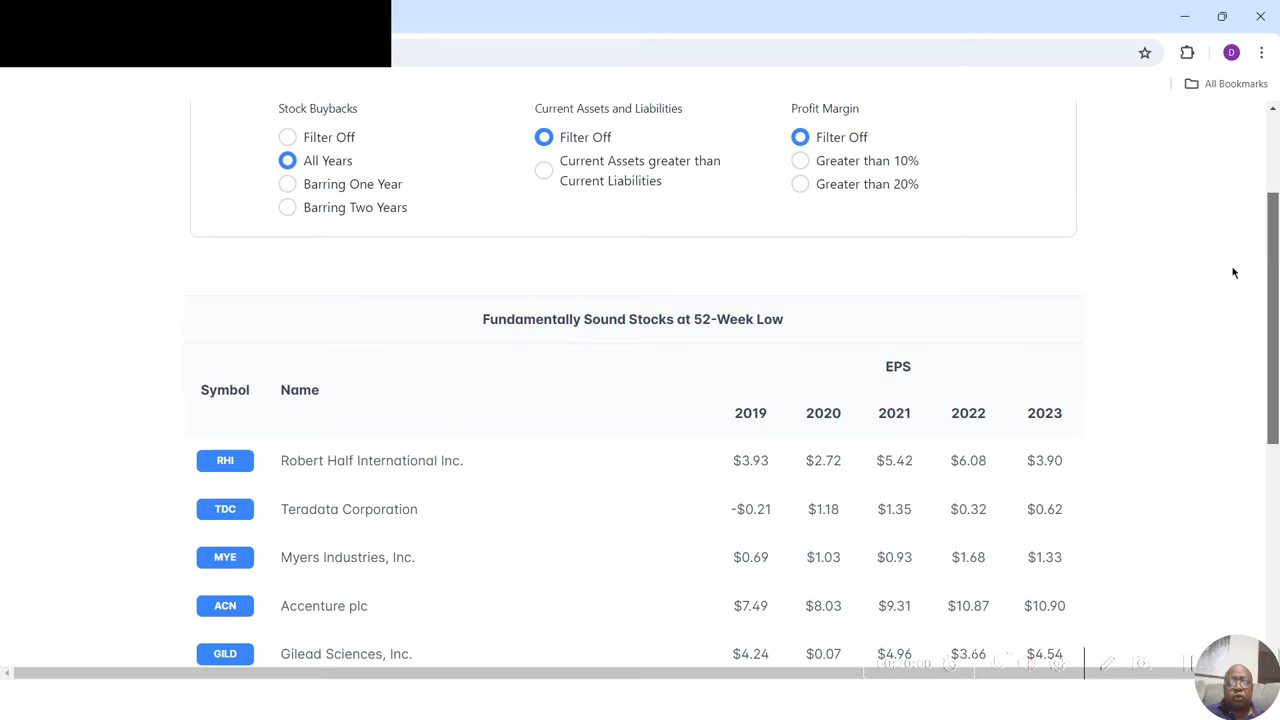 D
All Bookmarks
Stock Buybacks
Filter Off
All Years
Barring One Year
Barring Two Years
Current Assets and Liabilities
Filter Off
Current Assets greater than
Current Liabilities
Profit Margin
Filter Off
Greater than 10%
Greater than 20%
Fundamentally Sound Stocks at 52-Week Low
Symbol Name EPS
2019 2020 2021 2022 2023
RHI Robert Half International Inc. $3.93 $2.72 $5.42 $6.08 $3.90
TDC Teradata Corporation -$0.21 $1.18 $1.35 $0.32 $0.62
MYE Myers Industries, Inc. $0.69 $1.03 $0.93 $1.68 $1.33
ACN Accenture plc $7.49 $8.03 $9.31 $10.87 $10.90
GILD Gilead Sciences, Inc. $4.24 $0.07 $4.96 $3.66 $4.54
00:20:00